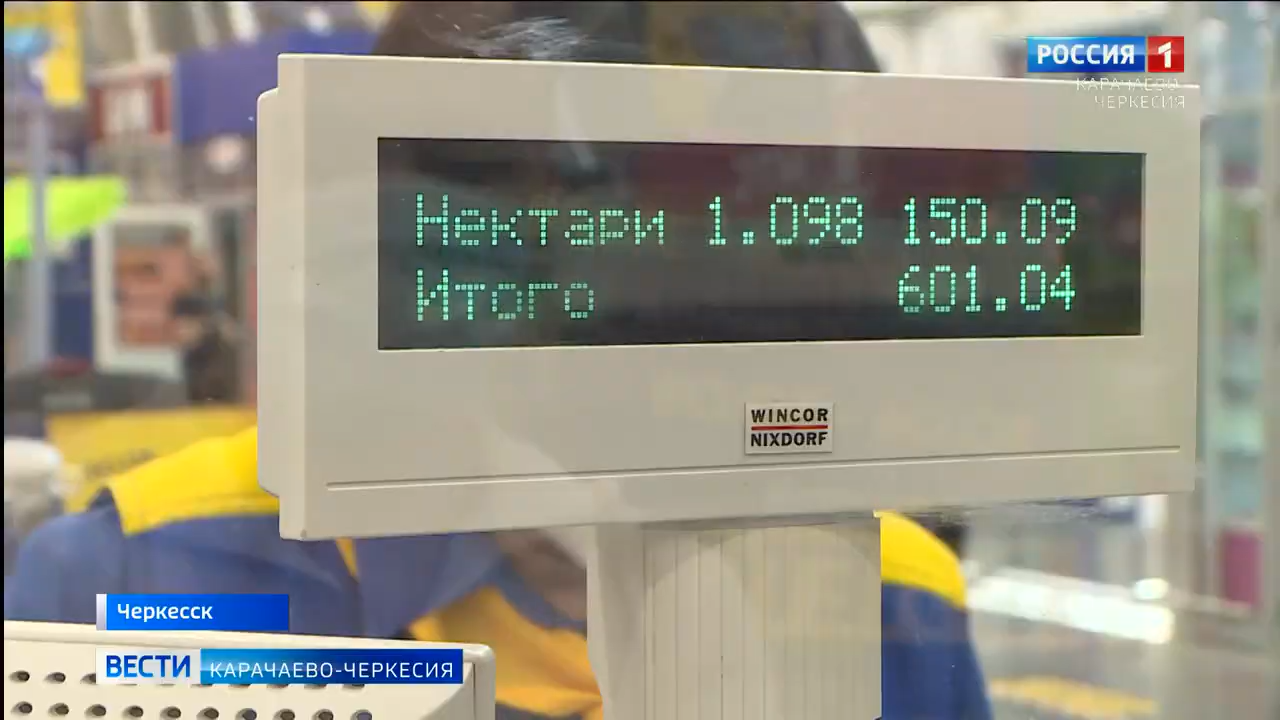 РОССИЯ 1
КАРАЧАЕВО-
ЧЕРКЕСИЯ
Нектари 1.098 150.09
Итого 601.04
WINCOR
NIXDORF
Черкесск
ВЕСТИ КАРАЧАЕВО-ЧЕРКЕСИЯ